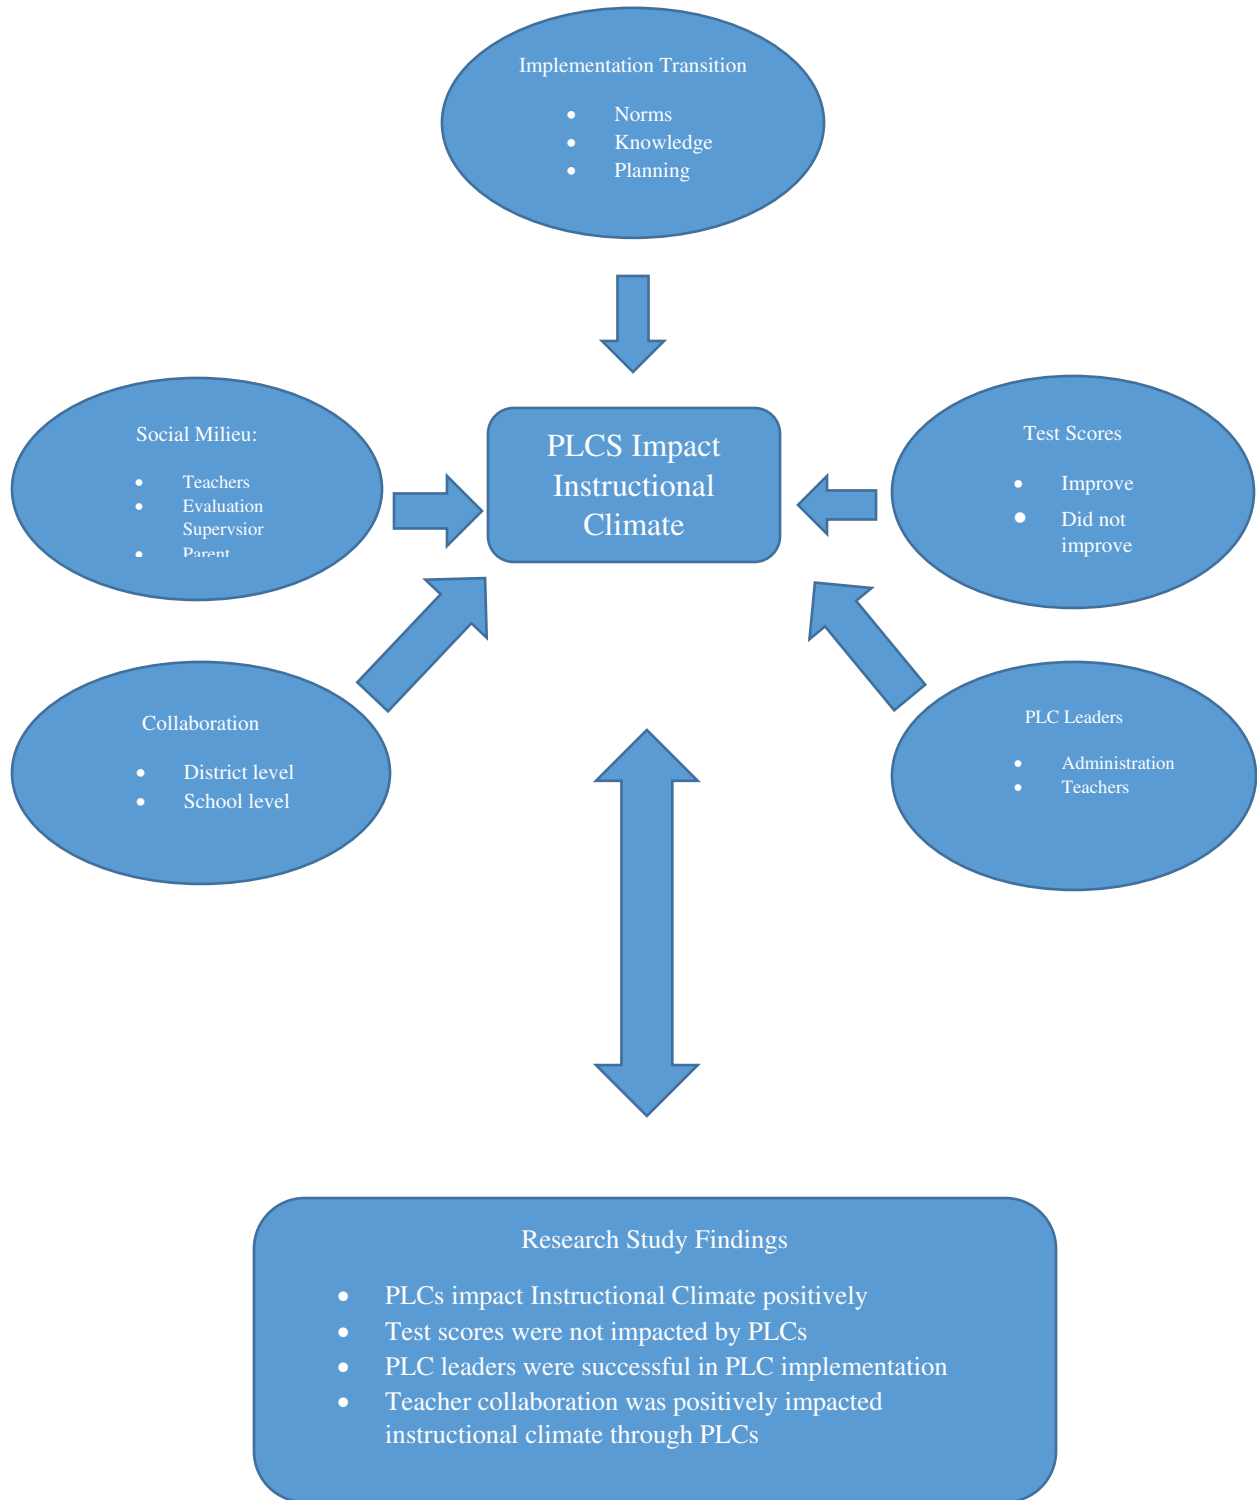 Implementation Transition
• Norms
• Knowledge
• Planning
Social Milieu:
• Teachers
• Evaluation
Supervsior
• Parent
PLCS Impact
Instructional
Climate
Test Scores
• Improve
• Did not
improve
Collaboration
• District level
• School level
PLC Leaders
• Administration
• Teachers
Research Study Findings
• PLCs impact Instructional Climate positively
• Test scores were not impacted by PLCs
• PLC leaders were successful in PLC implementation
• Teacher collaboration was positively impacted
instructional climate through PLCs